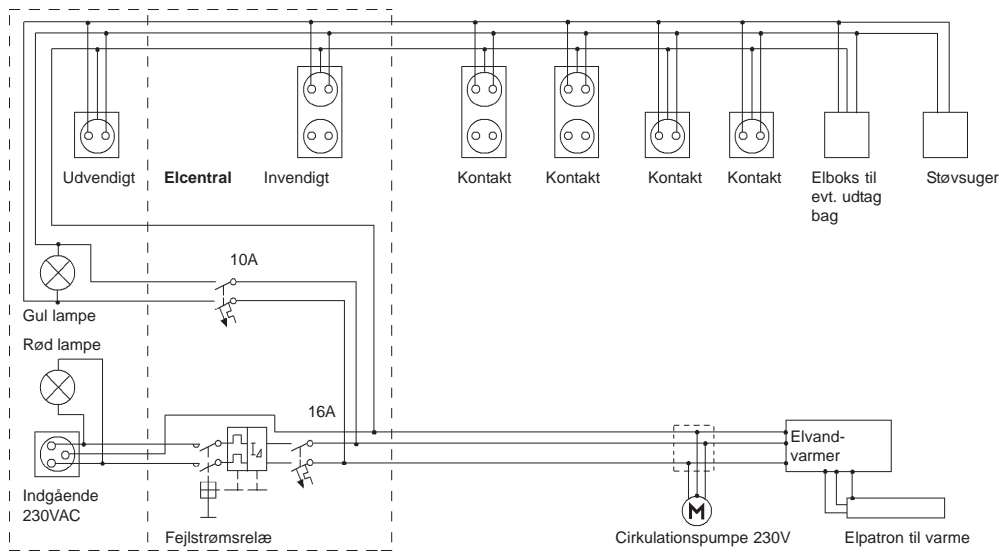 Udvendigt
Elcentral
Invendigt
Kontakt
Kontakt
Kontakt
Kontakt
Elboks til
evt. udtag
bag
Støvsuger
10A
Gul lampe
Rød lampe
16A
I⊿
Elvand-
varmer
M
Indgående
230VAC
Fejlstrømsrelæ
Cirkulationspumpe 230V
Elpatron til varme